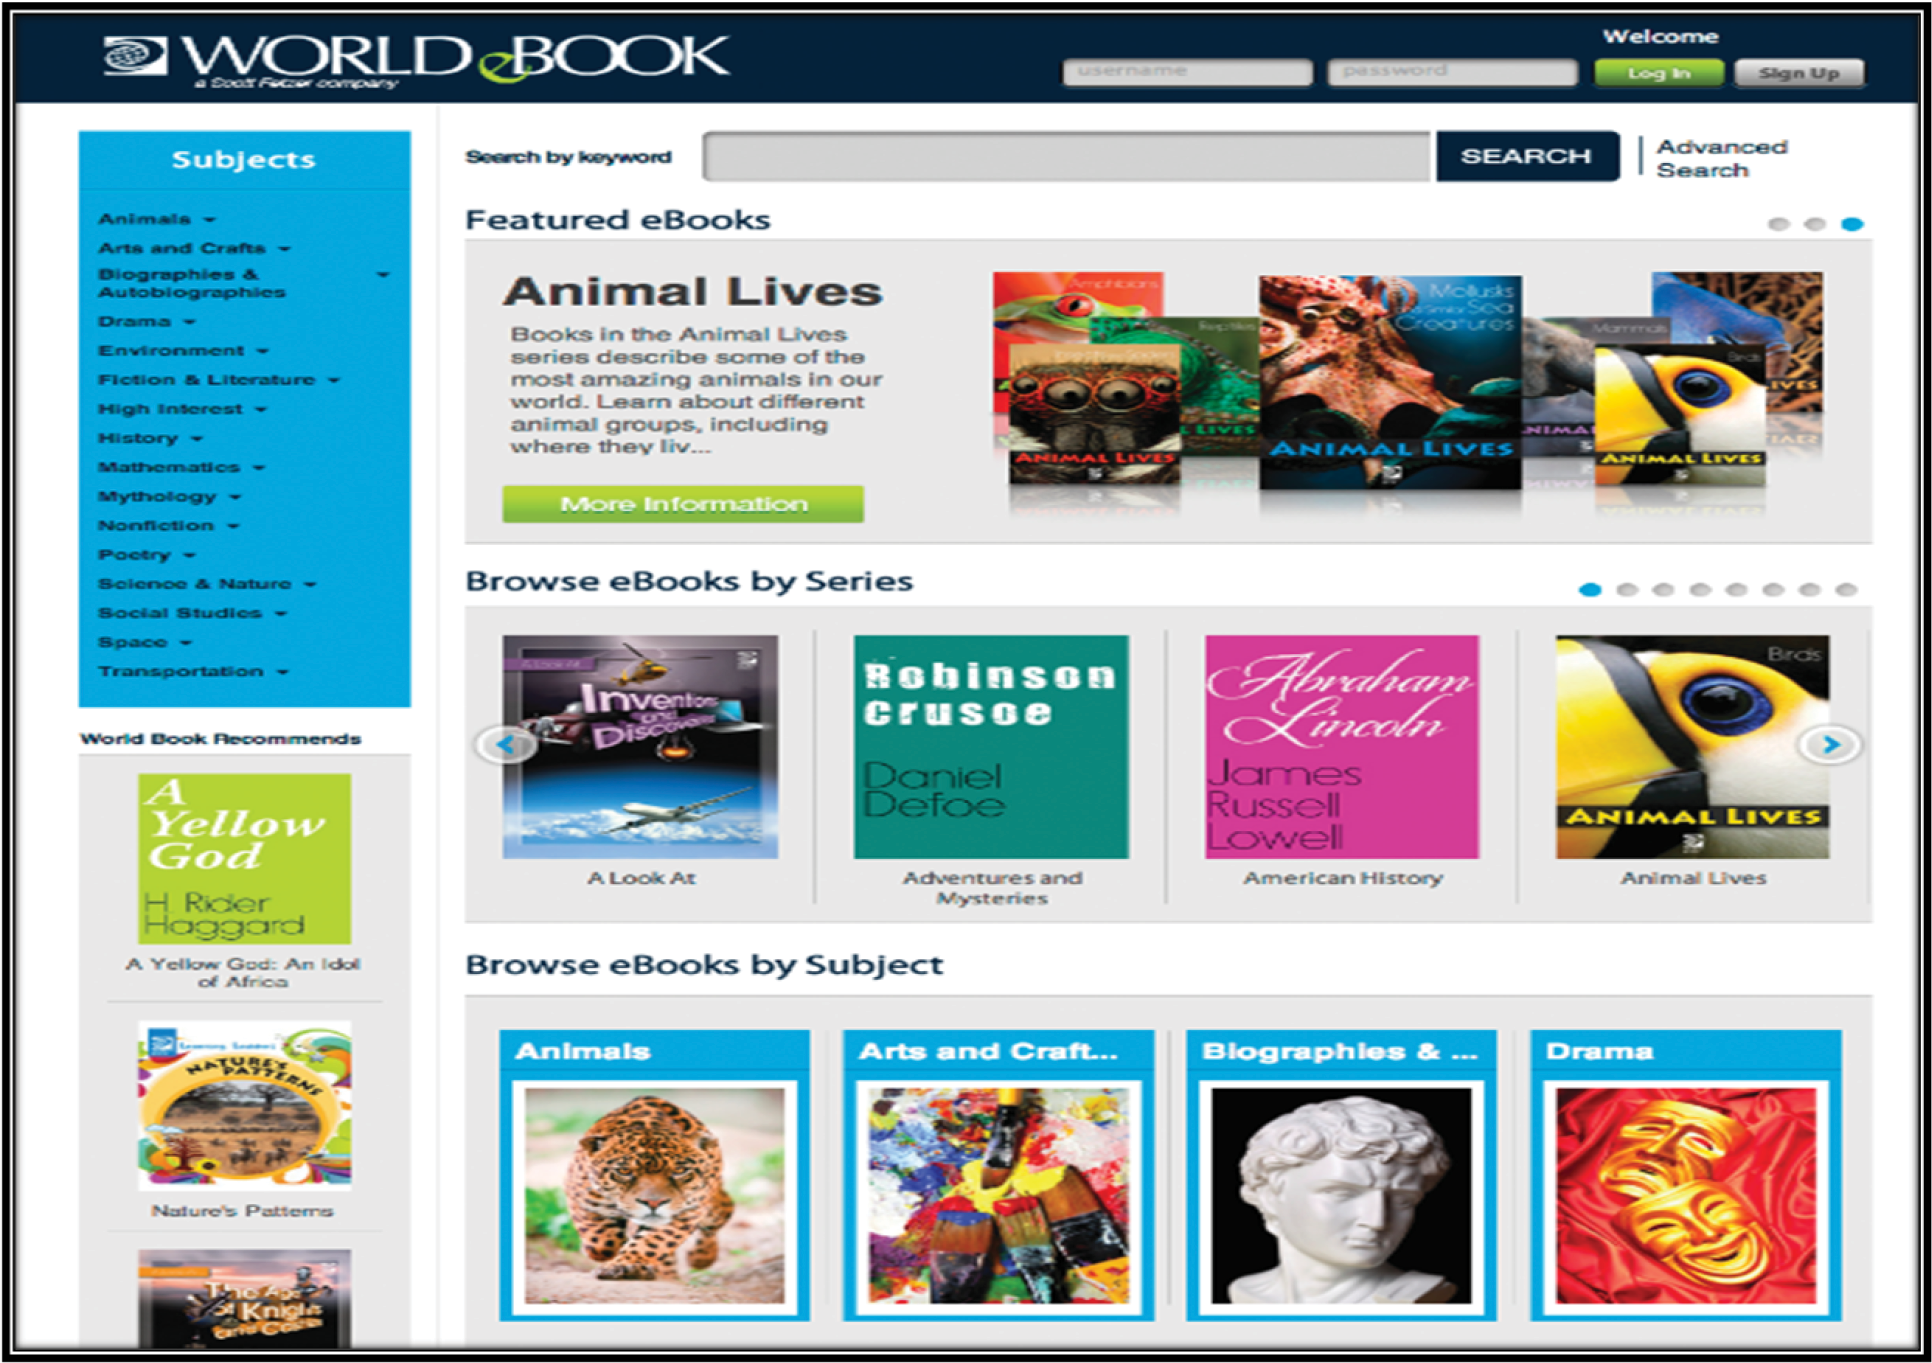 WORLD eBOOK
a Scott Fetzer company
Welcome
username
password
Log In
Sign Up
Subjects
Animals
Arts and Crafts
Biographies &
Autobiographies
Drama
Environment
Fiction & Literature
High Interest
History
Mathematics
Mythology
Nonfiction
Poetry
Science & Nature
Social Studies
Space
Transportation
World Book Recommends
A
Yellow
God
H. Rider
Haggard
A Yellow God: An Idol
of Africa
NATURE'S
PATTERNS
Nature's Patterns
The Age
of Knights
and Castles
Search by keyword
SEARCH
Advanced
Search
Featured eBooks
Animal Lives
Books in the Animal Lives
series describe some of the
most amazing animals in our
world. Learn about different
animal groups, including
where they liv...
More Information
Amphibians
Reptiles
ANIMAL LIVES
Mollusks
Sea
Creatures
ANIMAL LIVES
Mammals
Birds
ANIMAL LIVES
Browse eBooks by Series
A Look At
Inventions
and
Discoveries
A Look At
Robinson
Crusoe
Daniel
Defoe
Adventures and
Mysteries
Abraham
Lincoln
James
Russell
Lowell
American History
Birds
ANIMAL LIVES
Animal Lives
Browse eBooks by Subject
Animals
Arts and Craft...
Biographies & ...
Drama